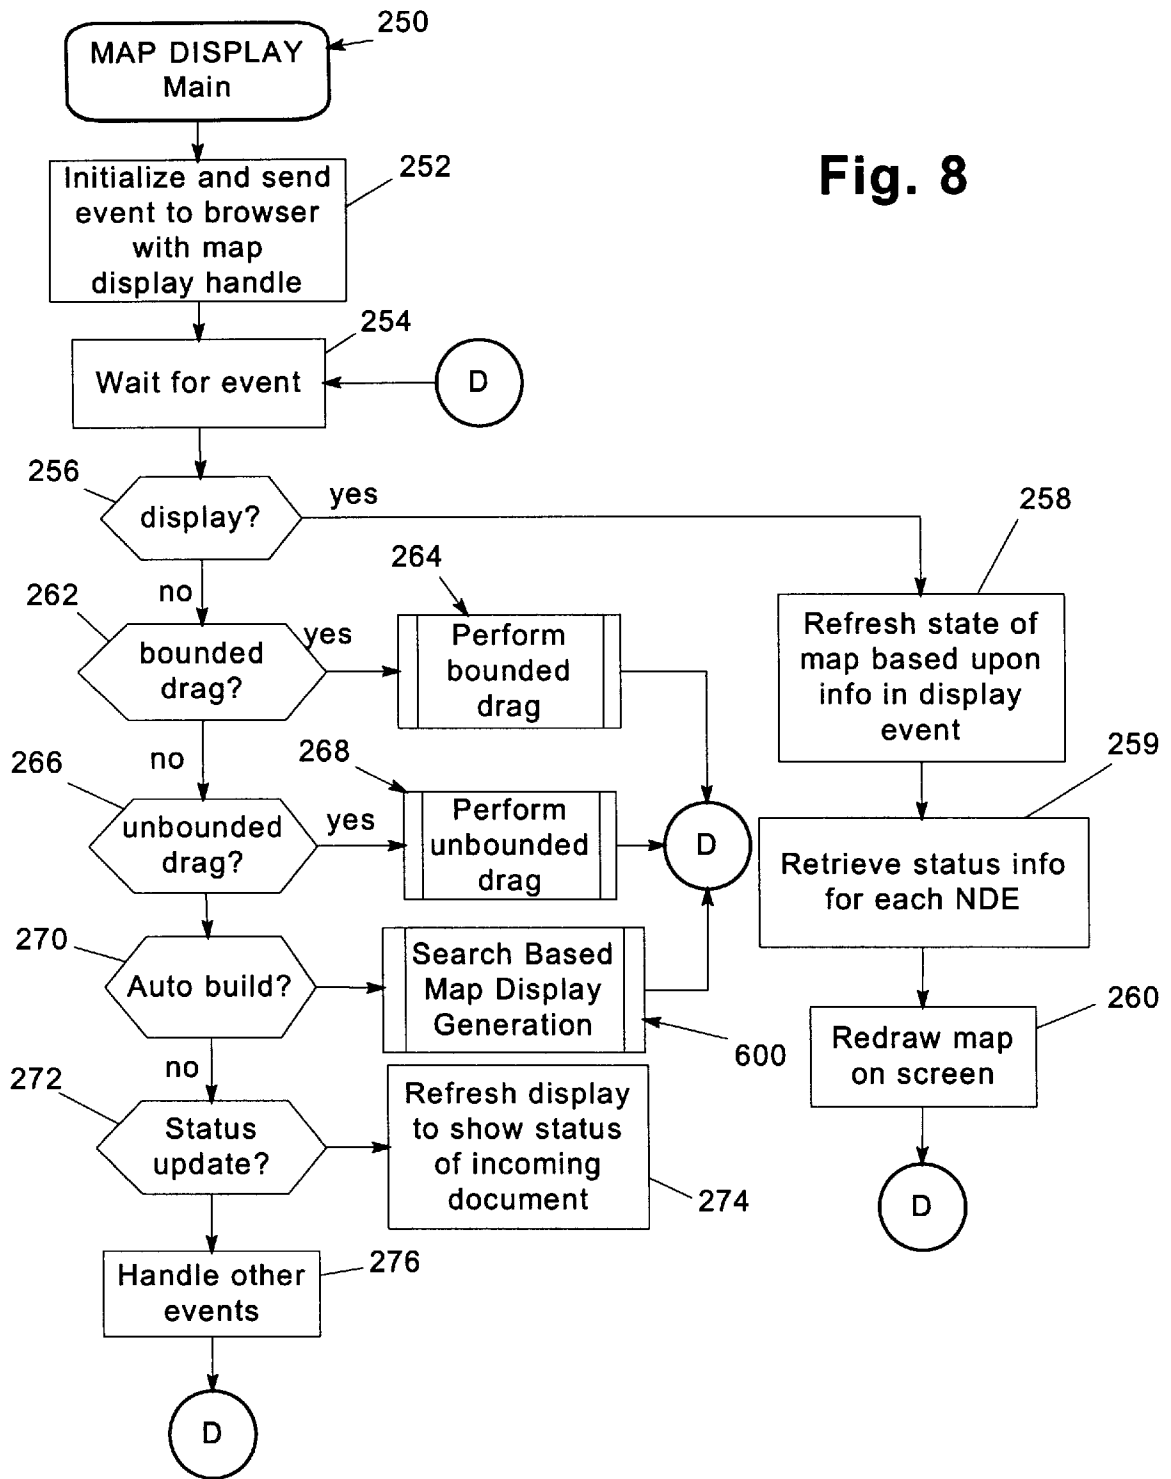 250
MAP DISPLAY
Main
Fig. 8
252
Initialize and send
event to browser
with map
display handle
254
Wait for event
D
256
display?
yes
no
258
Refresh state of
map based upon
info in display
event
262
bounded
drag?
yes
no
264
Perform
bounded
drag
259
Retrieve status info
for each NDE
266
unbounded
drag?
yes
268
Perform
unbounded
drag
D
270
Auto build?
no
Search Based
Map Display
Generation
600
260
Redraw map
on screen
D
272
Status
update?
Refresh display
to show status
of incoming
document
274
276
Handle other
events
D